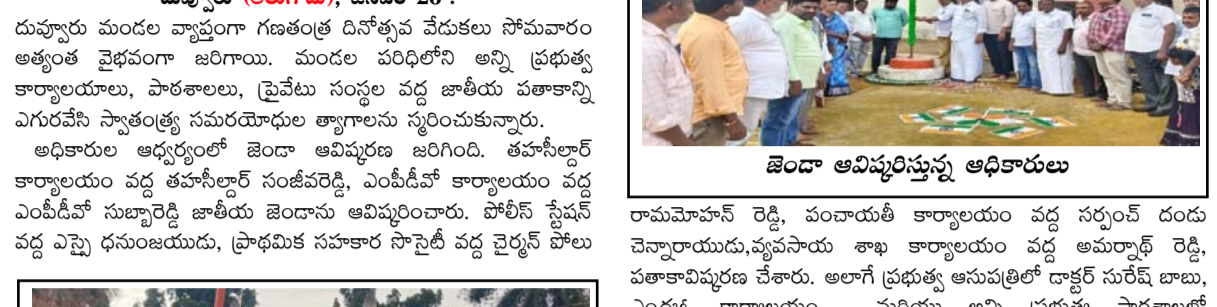 దువ్వూరు మండల వ్యాప్తంగా గణతంత్ర దినోత్సవ వేడుకలు సోమవారం
అత్యంత వైభవంగా జరిగాయి. మండల పరిధిలోని అన్ని ప్రభుత్వ
కార్యాలయాలు, పాఠశాలలు, ప్రైవేటు సంస్థల వద్ద జాతీయ పతాకాన్ని
ఎగురవేసి స్వాతంత్ర్య సమరయోధుల త్యాగాలను స్మరించుకున్నారు.
అధికారుల ఆధ్వర్యంలో జెండా ఆవిష్కరణ జరిగింది. తహసీల్దార్
కార్యాలయం వద్ద తహసీల్దార్ సంజీవరెడ్డి, ఎంపీడీవో కార్యాలయం వద్ద
ఎంపీడీవో సుబ్బారెడ్డి జాతీయ జెండాను ఆవిష్కరించారు. పోలీస్ స్టేషన్
వద్ద ఎస్సై ధనుంజయుడు, ప్రాథమిక సహకార సొసైటీ వద్ద చైర్మన్ పోలు
జెండా ఆవిష్కరిస్తున్న ఆధికారులు
రామమోహన్ రెడ్డి, పంచాయతీ కార్యాలయం వద్ద సర్పంచ్ దండు
చెన్నారాయుడు,వ్యవసాయ శాఖ కార్యాలయం వద్ద అమర్నాథ్ రెడ్డి,
పతాకావిష్కరణ చేశారు. అలాగే ప్రభుత్వ ఆసుపత్రిలో డాక్టర్ సురేష్ బాబు,